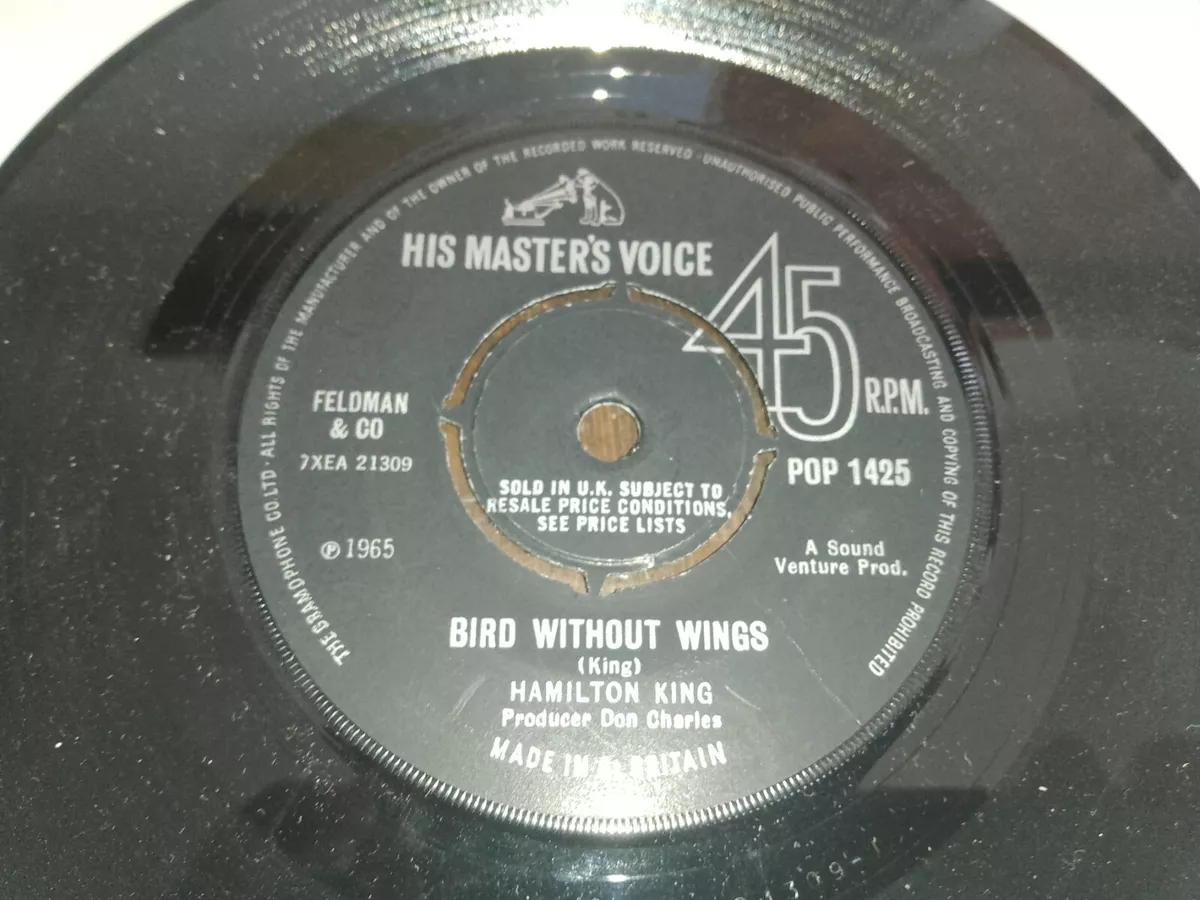 THE GRAMOPHONE CO. LTD · ALL RIGHTS OF THE MANUFACTURER AND OF THE OWNER OF THE RECORDED WORK RESERVED · UNAUTHORISED PUBLIC PERFORMANCE BROADCASTING AND COPYING OF THIS RECORD PROHIBITED
HIS MASTER'S VOICE
45
R.P.M.
FELDMAN
& CO
7XEA 21309
POP 1425
SOLD IN U.K. SUBJECT TO
RESALE PRICE CONDITIONS,
SEE PRICE LISTS
℗ 1965
A Sound
Venture Prod.
BIRD WITHOUT WINGS
(King)
HAMILTON KING
Producer Don Charles
MADE IN BRITAIN